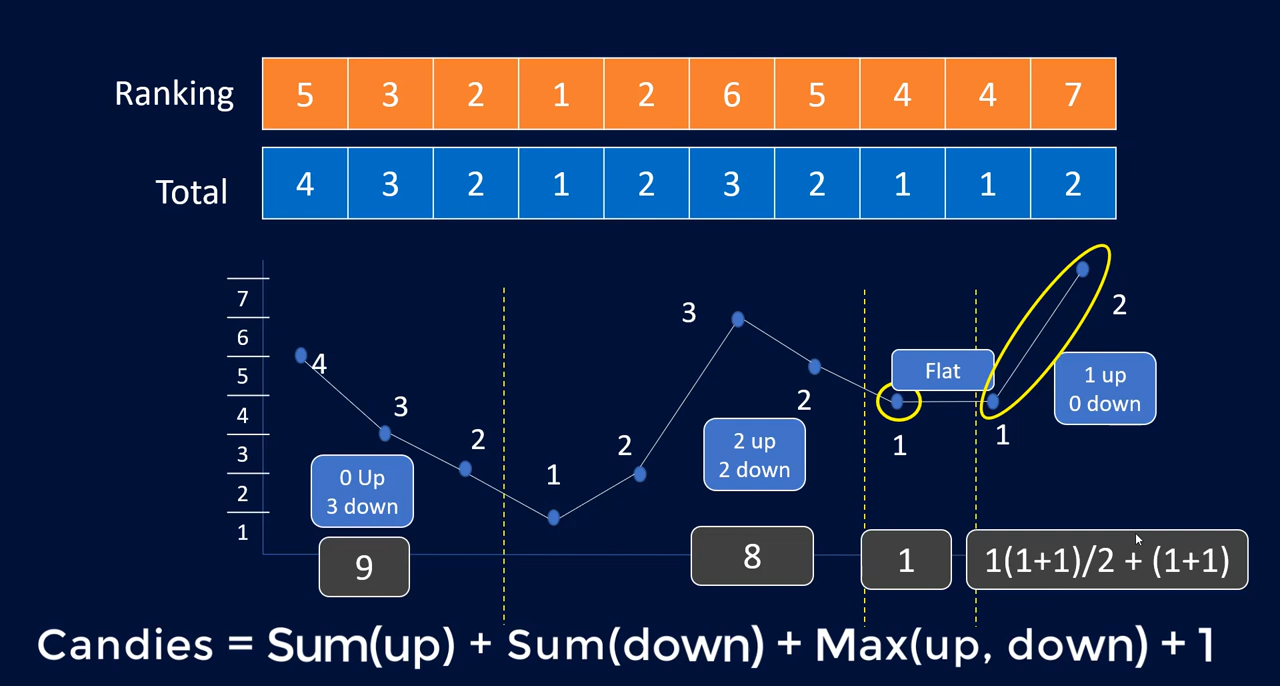 Ranking 5 3 2 1 2 6 5 4 4 7
Total 4 3 2 1 2 3 2 1 1 2
7
6
5
4
3
2
1
4
3
2
1
2
3
2
1
1
2
0 Up
3 down
2 up
2 down
Flat
1 up
0 down
9
8
1
1(1+1)/2 + (1+1)
Candies = Sum(up) + Sum(down) + Max(up, down) + 1